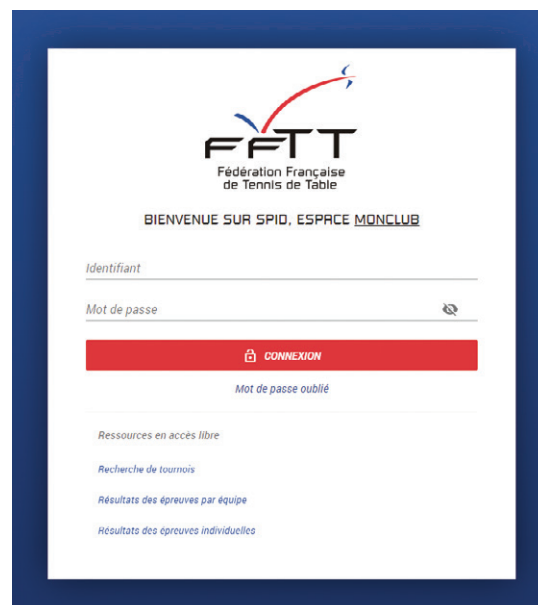 FFTT
Fédération Française
de Tennis de Table
BIENVENUE SUR SPID, ESPACE MONCLUB
Identifiant
Mot de passe
CONNEXION
Mot de passe oublié
Ressources en accès libre
Recherche de tournois
Résultats des épreuves par équipe
Résultats des épreuves individuelles